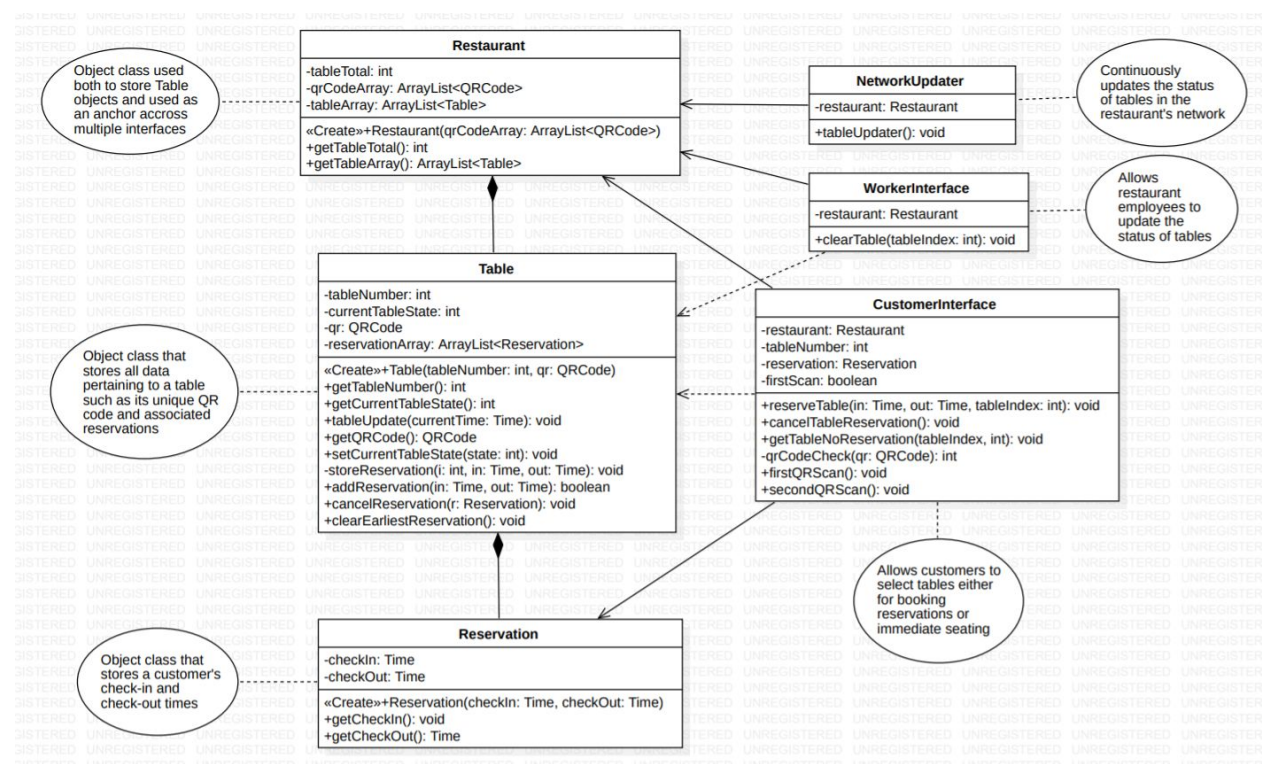 Restaurant
-tableTotal: int
-qrCodeArray: ArrayList<QRCode>
-tableArray: ArrayList<Table>
«Create»+Restaurant(qrCodeArray: ArrayList<QRCode>)
+getTableTotal(): int
+getTableArray(): ArrayList<Table>
Object class used
both to store Table
objects and used as
an anchor accross
multiple interfaces
NetworkUpdater
-restaurant: Restaurant
+tableUpdater(): void
Continuously
updates the status
of tables in the
restaurant's network
WorkerInterface
-restaurant: Restaurant
+clearTable(tableIndex: int): void
Allows
restaurant
employees to
update the
status of tables
Table
-tableNumber: int
-currentTableState: int
-qr: QRCode
-reservationArray: ArrayList<Reservation>
«Create»+Table(tableNumber: int, qr: QRCode)
+getTableNumber(): int
+getCurrentTableState(): int
+tableUpdate(currentTime: Time): void
+getQRCode(): QRCode
+setCurrentTableState(state: int): void
-storeReservation(i: int, in: Time, out: Time): void
+addReservation(in: Time, out: Time): boolean
+cancelReservation(r: Reservation): void
+clearEarliestReservation(): void
Object class that
stores all data
pertaining to a table
such as its unique QR
code and associated
reservations
CustomerInterface
-restaurant: Restaurant
-tableNumber: int
-reservation: Reservation
-firstScan: boolean
+reserveTable(in: Time, out: Time, tableIndex: int): void
+cancelTableReservation(): void
+getTableNoReservation(tableIndex, int): void
-qrCodeCheck(qr: QRCode): int
+firstQRScan(): void
+secondQRScan(): void
Allows customers to
select tables either
for booking
reservations or
immediate seating
Reservation
-checkIn: Time
-checkOut: Time
«Create»+Reservation(checkIn: Time, checkOut: Time)
+getCheckIn(): void
+getCheckOut(): Time
Object class that
stores a customer's
check-in and
check-out times